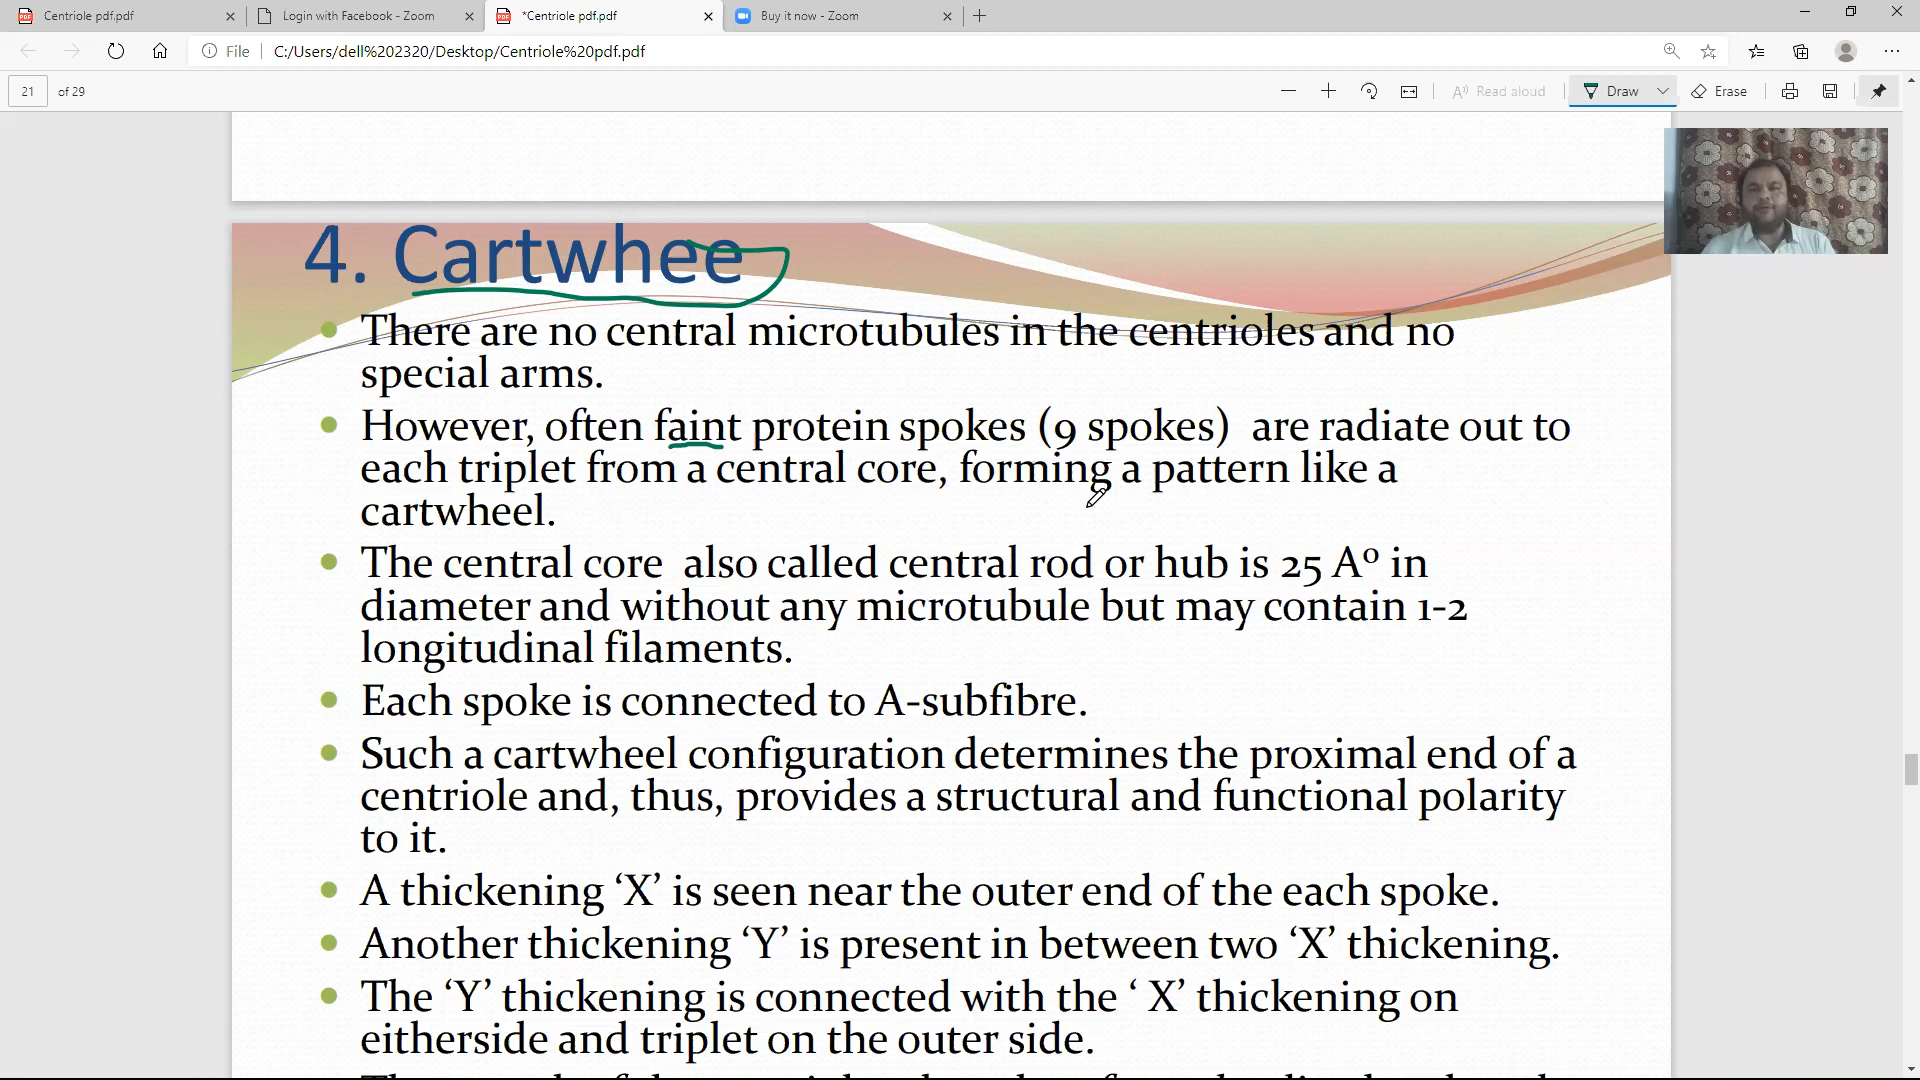 Centriole pdf.pdf
Login with Facebook - Zoom
*Centriole pdf.pdf
Buy it now - Zoom
File
C:/Users/dell%202320/Desktop/Centriole%20pdf.pdf
21
of 29
Read aloud
Draw
Erase
4. Cartwhee
There are no central microtubules in the centrioles and no
special arms.
However, often faint protein spokes (9 spokes) are radiate out to
each triplet from a central core, forming a pattern like a
cartwheel.
The central core also called central rod or hub is 25 Aº in
diameter and without any microtubule but may contain 1-2
longitudinal filaments.
Each spoke is connected to A-subfibre.
Such a cartwheel configuration determines the proximal end of a
centriole and, thus, provides a structural and functional polarity
to it.
A thickening ‘X’ is seen near the outer end of the each spoke.
Another thickening ‘Y’ is present in between two ‘X’ thickening.
The ‘Y’ thickening is connected with the ‘ X’ thickening on
eitherside and triplet on the outer side.